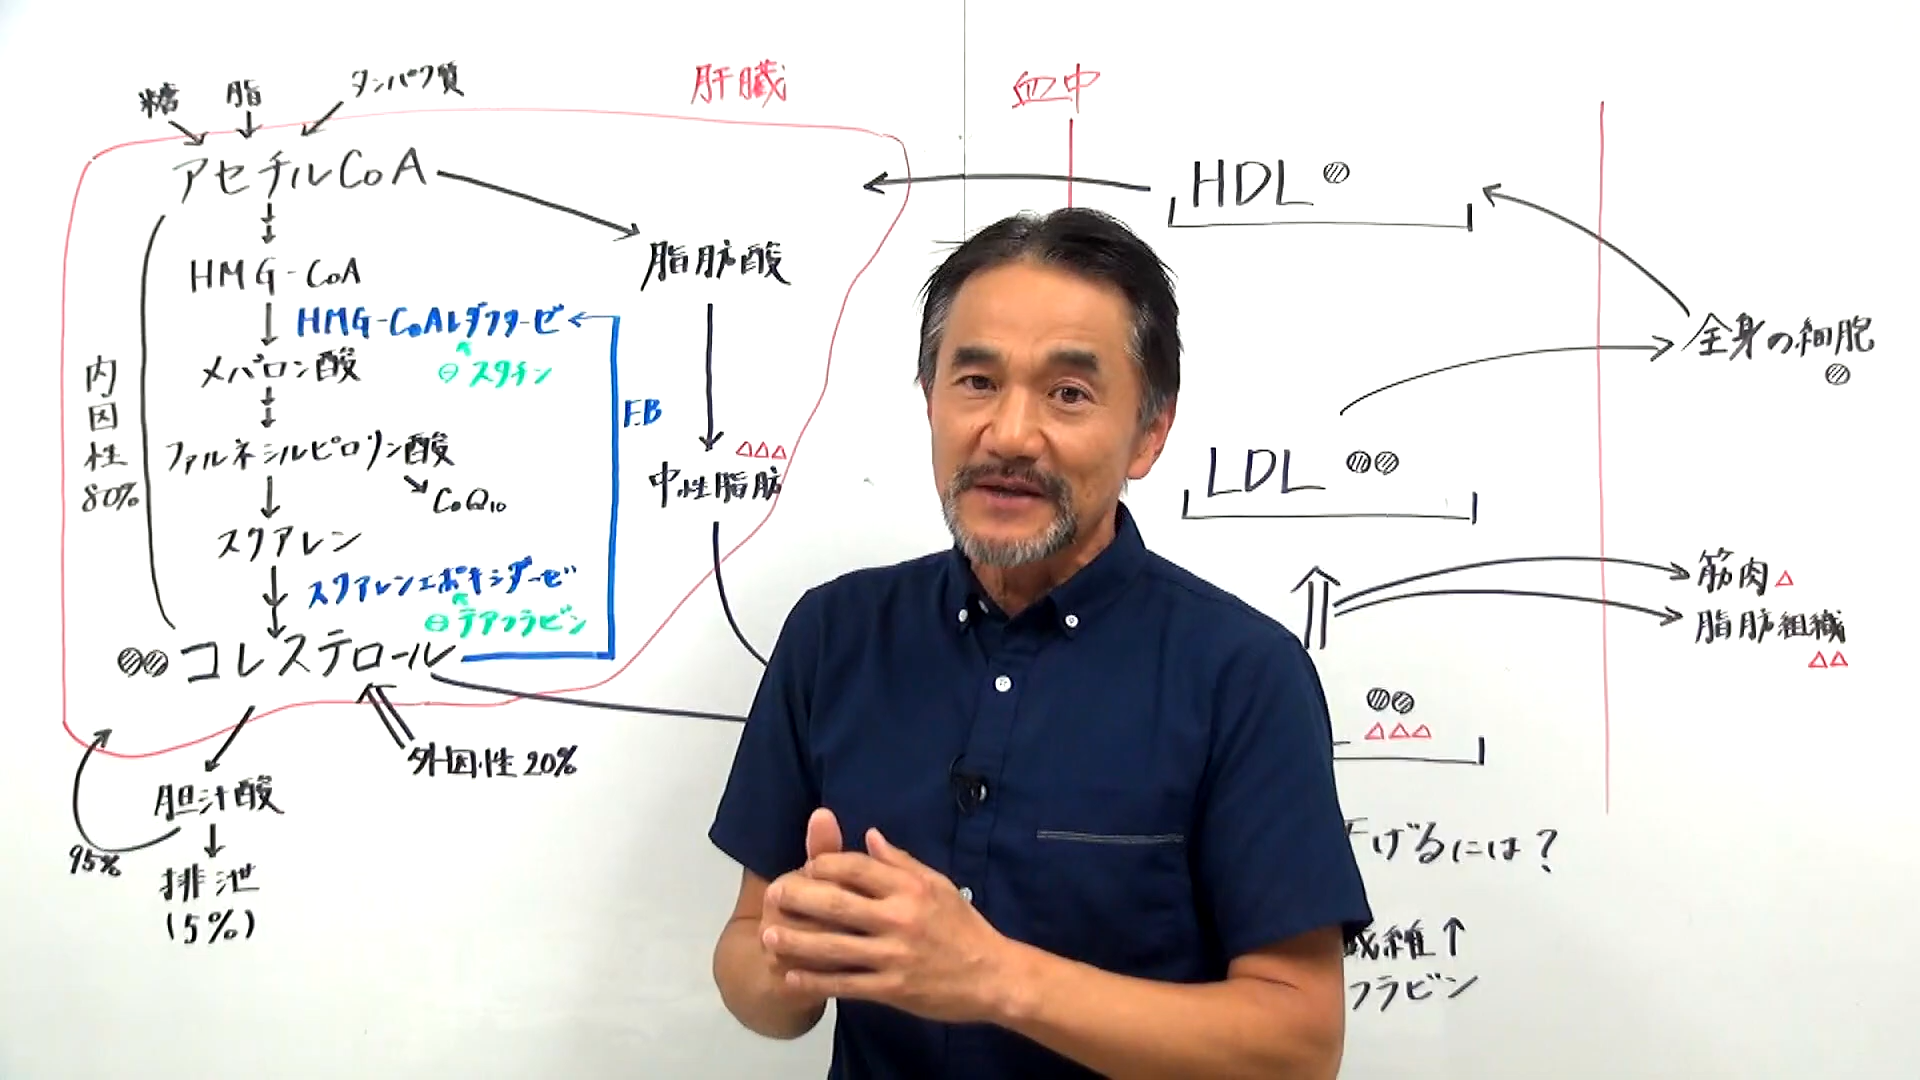 糖
脂
タンパク質
肝臓
血中
アセチルCoA
HDL
HMG-CoA
脂肪酸
HMG-CoAレダクターゼ
⊖スタチン
メバロン酸
内因性80%
F.B
全身の細胞
ファルネシルピロリン酸
CoQ10
中性脂肪
LDL
スクアレン
スクアレンエポキシダーゼ
⊖テアフラビン
コレステロール
筋肉
脂肪組織
外因性20%
胆汁酸
95%
排泄
(5%)
下げるには?
繊維↑
フラビン